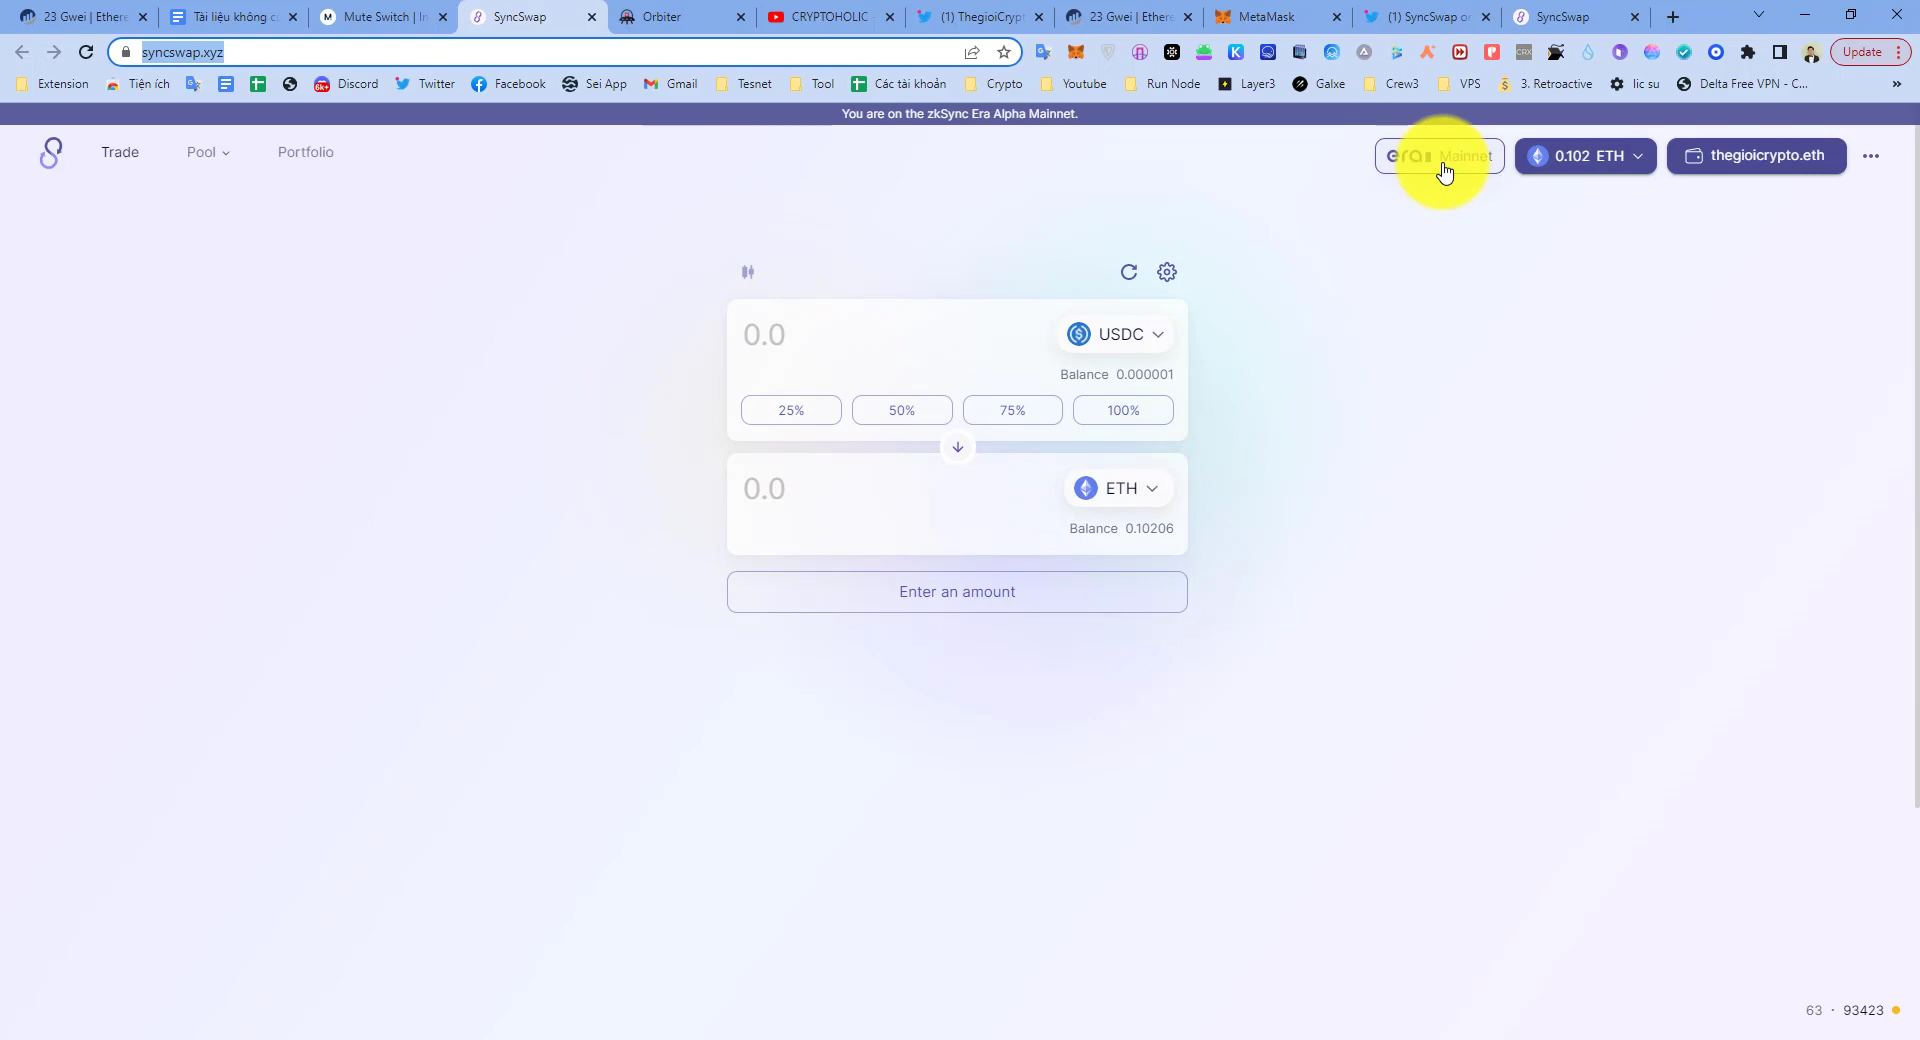 23 Gwei | Ethere
Tài liệu không c
Mute Switch | In
SyncSwap
Orbiter
CRYPTOHOLIC -
(1) ThegioiCrypt
23 Gwei | Ethere
MetaMask
(1) SyncSwap on
SyncSwap
syncswap.xyz
Update
Extension
Tiện ích
6k+
Discord
Twitter
Facebook
Sei App
Gmail
Tesnet
Tool
Các tài khoản
Crypto
Youtube
Run Node
Layer3
Galxe
Crew3
VPS
3. Retroactive
lic su
Delta Free VPN - C...
You are on the zkSync Era Alpha Mainnet.
Trade
Pool
Portfolio
era Mainnet
0.102 ETH
thegioicrypto.eth
0.0
USDC
Balance 0.000001
25%
50%
75%
100%
0.0
ETH
Balance 0.10206
Enter an amount
63 · 93423